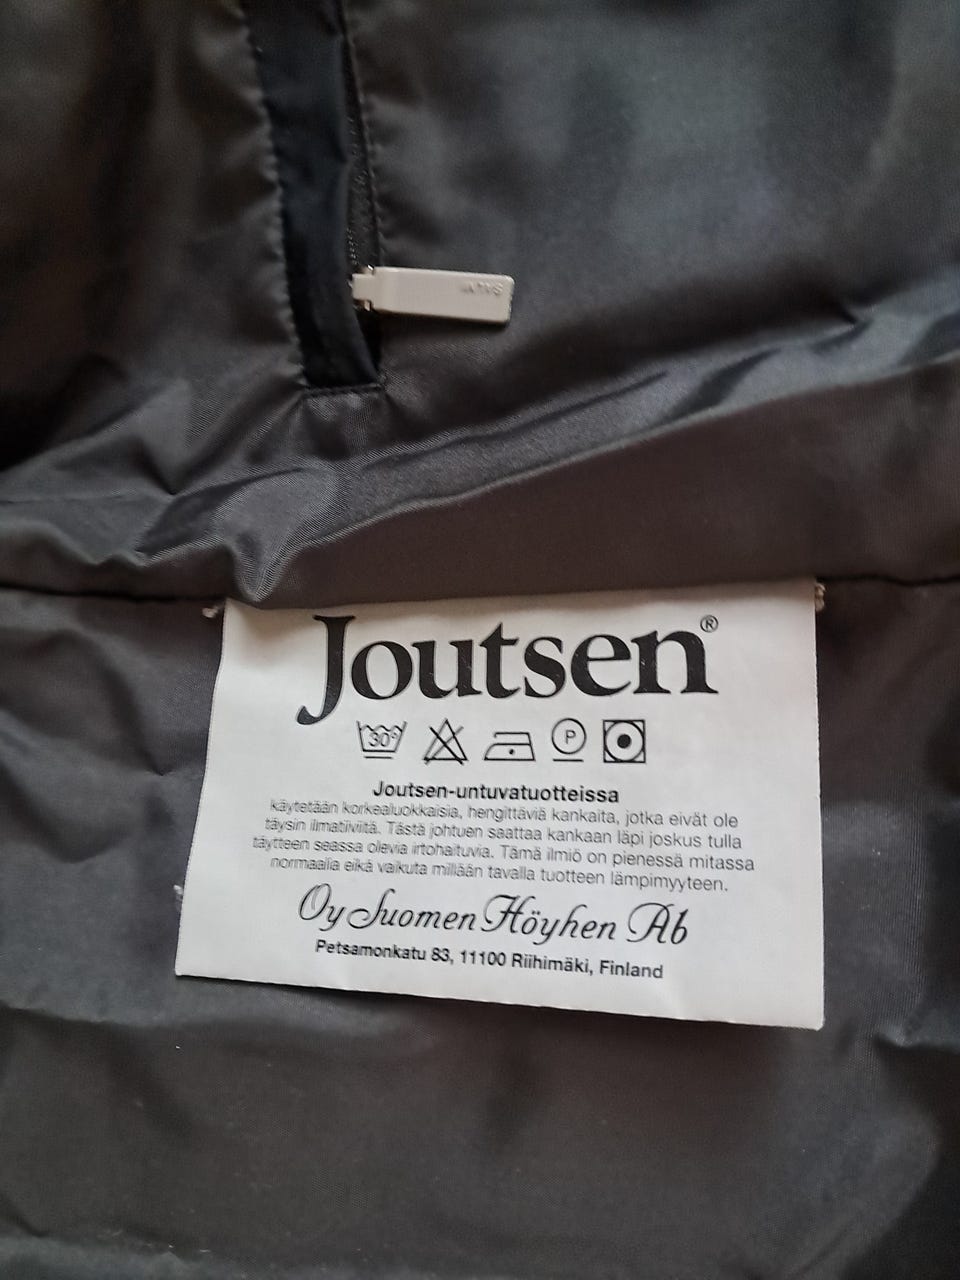 SALMI
Joutsen®
30° P
Joutsen-untuvatuotteissa
käytetään korkealuokkaisia, hengittäviä kankaita, jotka eivät ole
täysin ilmatiiviitä. Tästä johtuen saattaa kankaan läpi joskus tulla
täytteen seassa olevia irtohaituvia. Tämä ilmiö on pienessä mitassa
normaalia eikä vaikuta millään tavalla tuotteen lämpimyyteen.
Oy Suomen Höyhen Ab
Petsamonkatu 83, 11100 Riihimäki, Finland